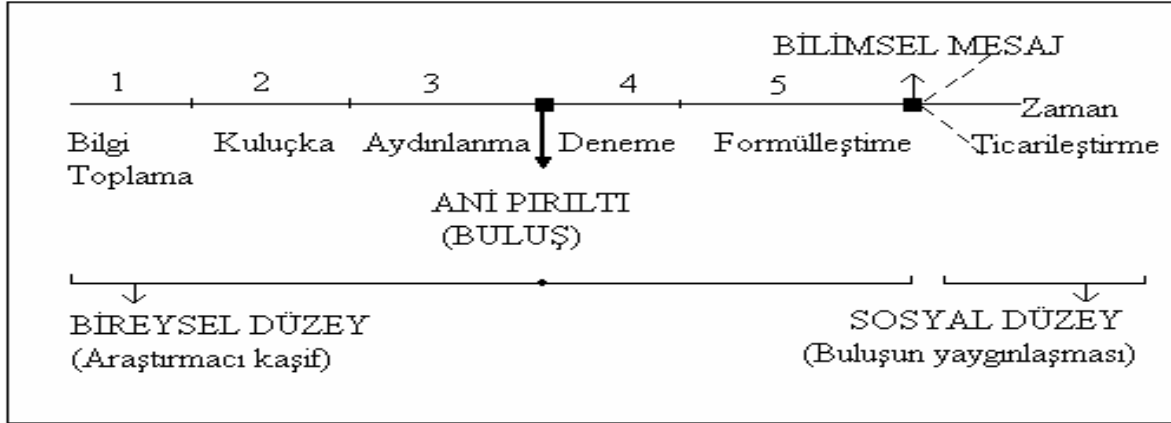 BİLİMSEL MESAJ
1 2 3 4 5
Zaman
Bilgi Toplama
Kuluçka
Aydınlanma
Deneme
Formülleştime
Ticarileştirme
ANİ PIRILTI
(BULUŞ)
BİREYSEL DÜZEY
(Araştırmacı kaşif)
SOSYAL DÜZEY
(Buluşun yaygınlaşması)